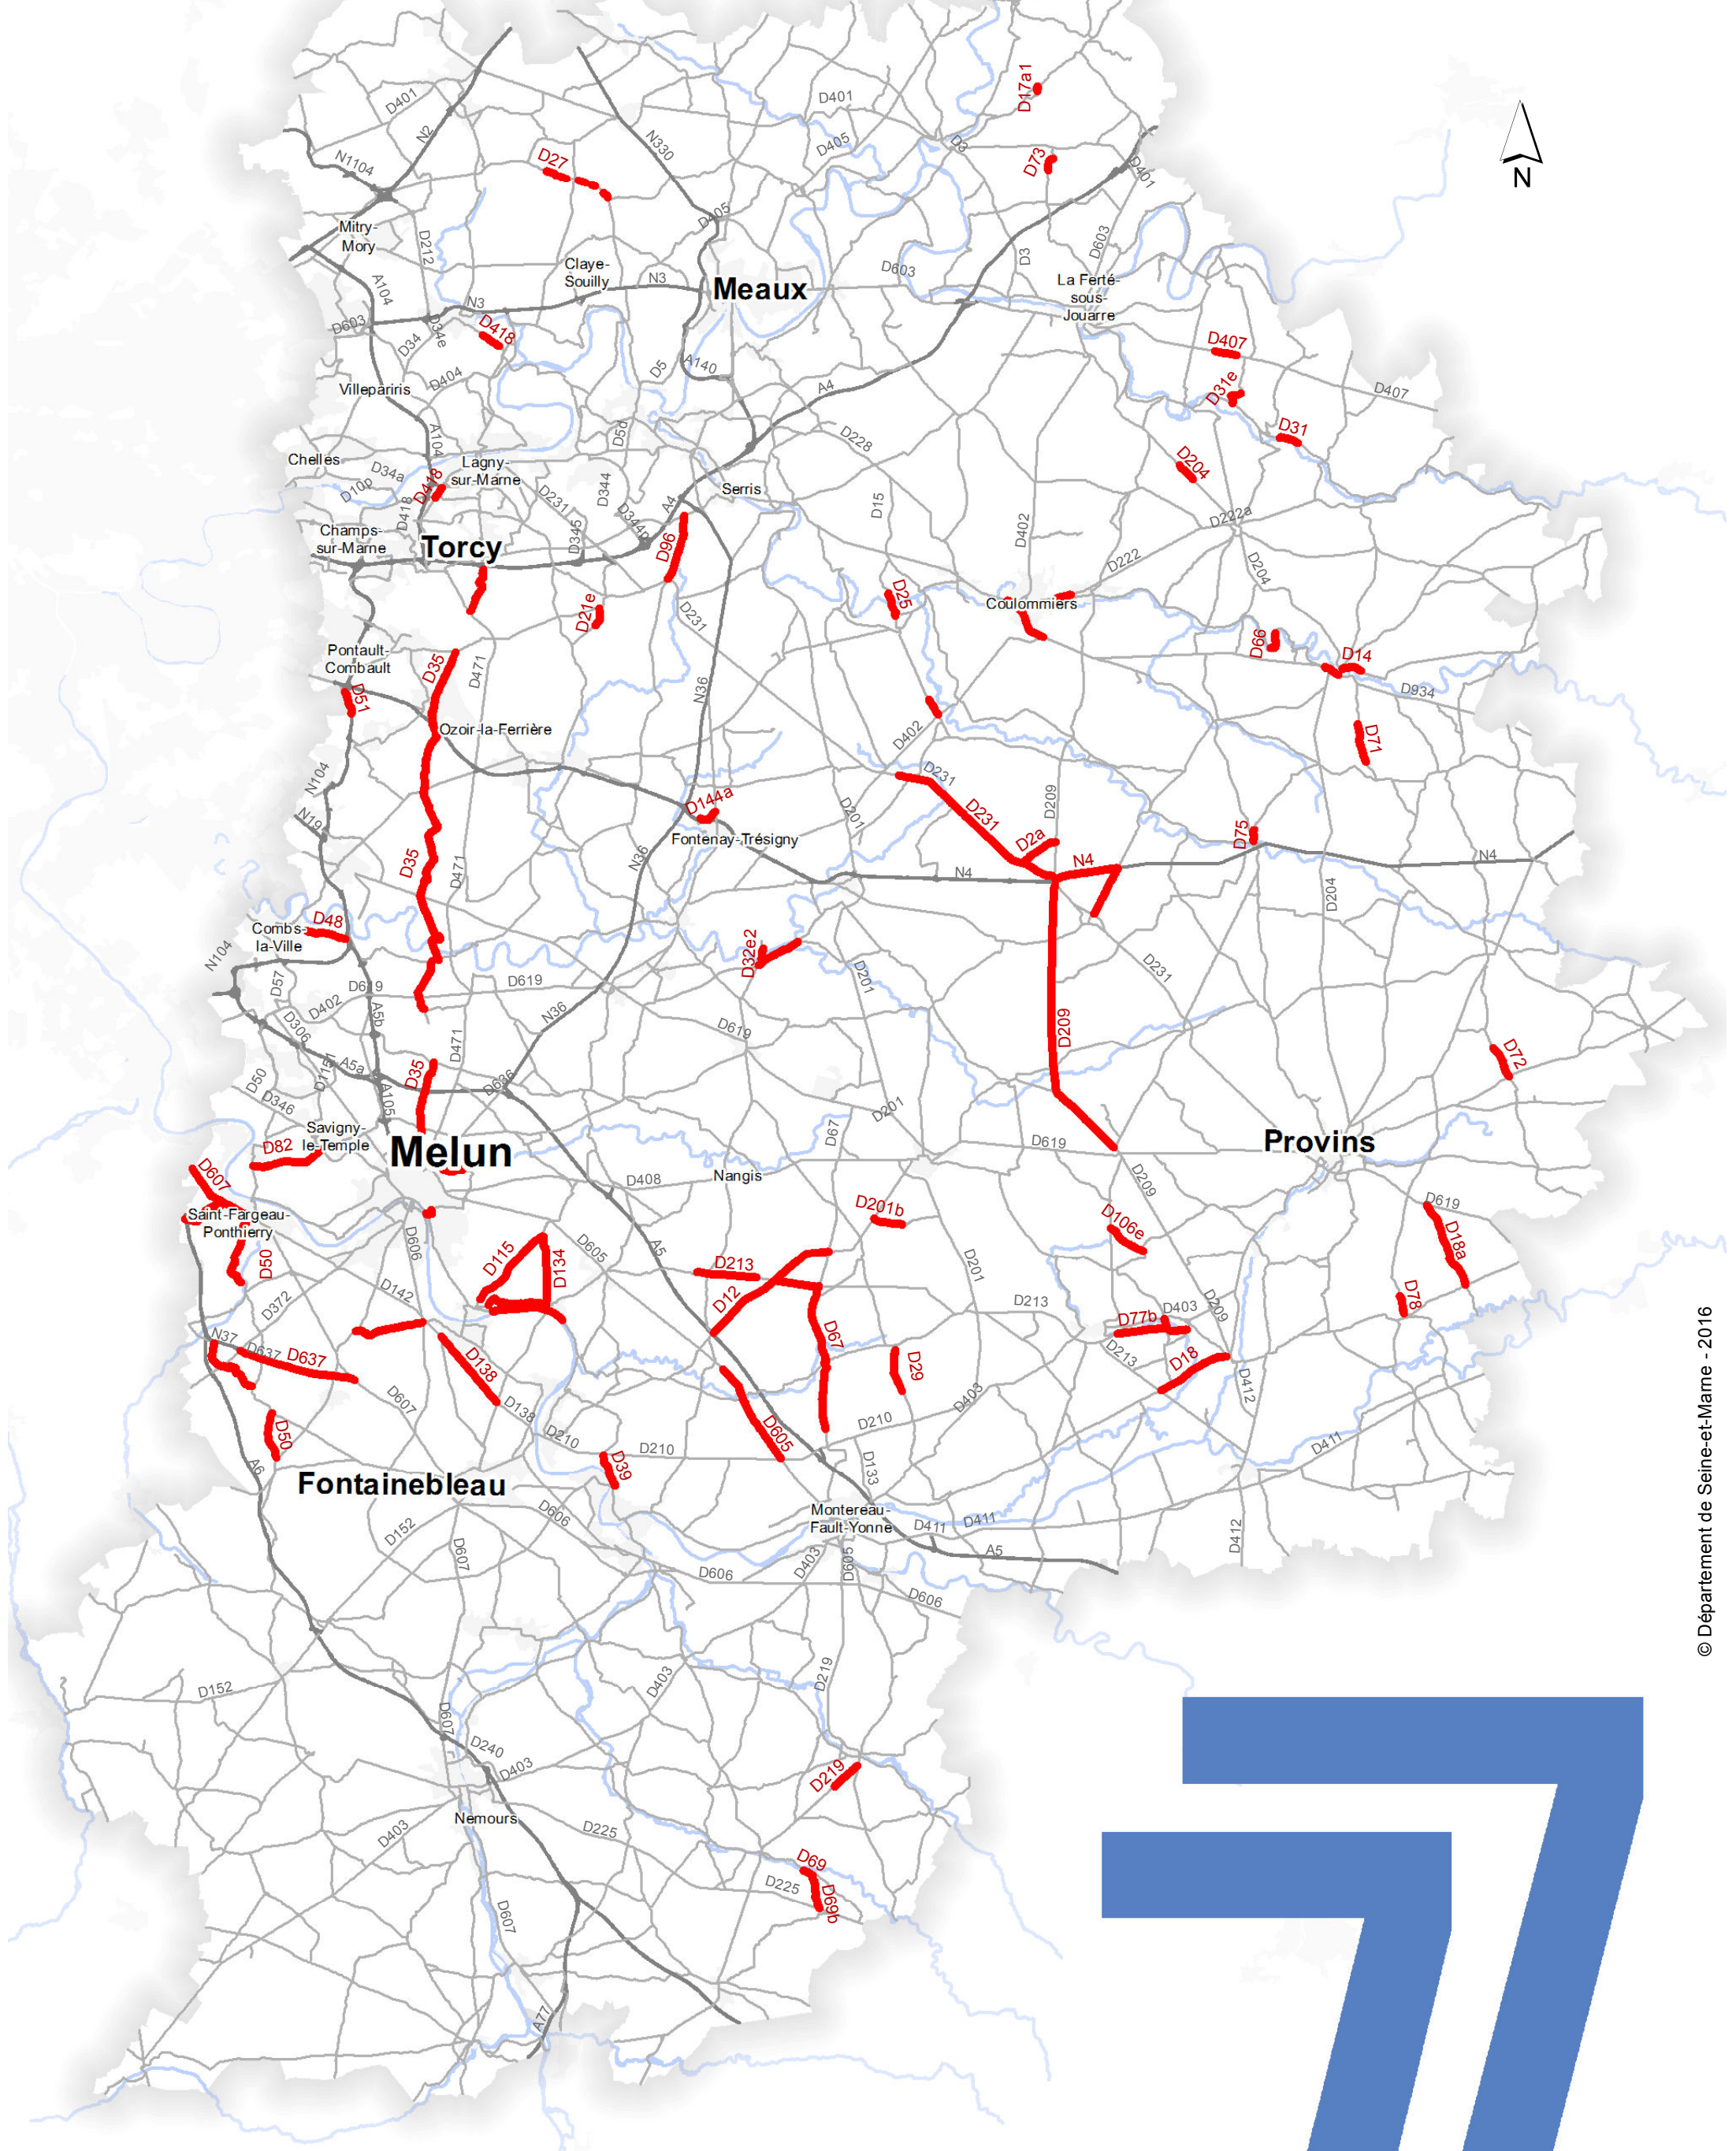 D17a1
D401
D401
N2
N330
D405
D3
N1104
D27
D73
D401
N
Mitry-
Mory
D212
D405
Claye-
Souilly
N3
Meaux
D603
D3
D603
La Ferté-
sous-
Jouarre
A104
N3
D603
D34
D34e
D418
D407
D5
A140
Villepariris
D404
A4
D31e
D407
D5d
D228
D31
A104
Chelles
Lagny-
sur-Marne
D34a
D10p
D418
D204
D418
D231
D344
Serris
A4
D15
D402
D222a
Champs-
sur-Marne
Torcy
D345
D344p
D96
D222
D204
D25
Coulommiers
D21e
D231
D66
D14
Pontault-
Combault
D35
D471
D51
N36
D934
Ozoir-la-Ferrière
D402
D71
N104
D231
D144a
D231
D209
N19
D201
D2a
D75
Fontenay-Trésigny
N36
N4
N4
N4
D35
D471
D204
D48
Combs-
la-Ville
N104
D32e2
D201
D231
D57
D619
D619
D402
A5b
N36
D306
D619
D209
D471
D72
D1151
A5a
D35
D50
D346
A105
D636
D201
Savigny-
le-Temple
D82
Melun
D67
D619
Provins
D607
Nangis
D408
D209
Saint-Fargeau-
Ponthierry
D201b
D619
D106e
D606
D115
D605
D18a
D134
A5
D50
D213
D201
D142
D372
D12
D213
D78
D209
D403
D77b
N37
D637
D637
D67
D213
D138
D29
D18
D607
D412
D138
D403
D605
D210
D50
D210
D210
D411
D39
A6
D133
Fontainebleau
Montereau-
Fault-Yonne
D606
D411
D411
D152
D412
D607
A5
D403
D605
D606
D606
© Département de Seine-et-Marne - 2016
D152
D403
D219
D607
D240
D403
D219
Nemours
D403
D225
D69
D225
D69b
D607
A77
77